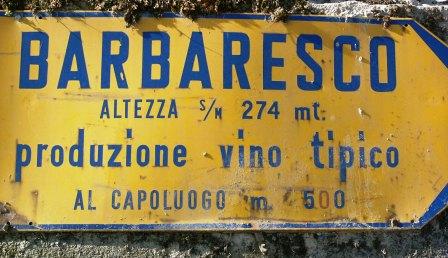 BARBARESCO
ALTEZZA S/M 274 mt.
produzione vino tipico
AL CAPOLUOGO m. 500